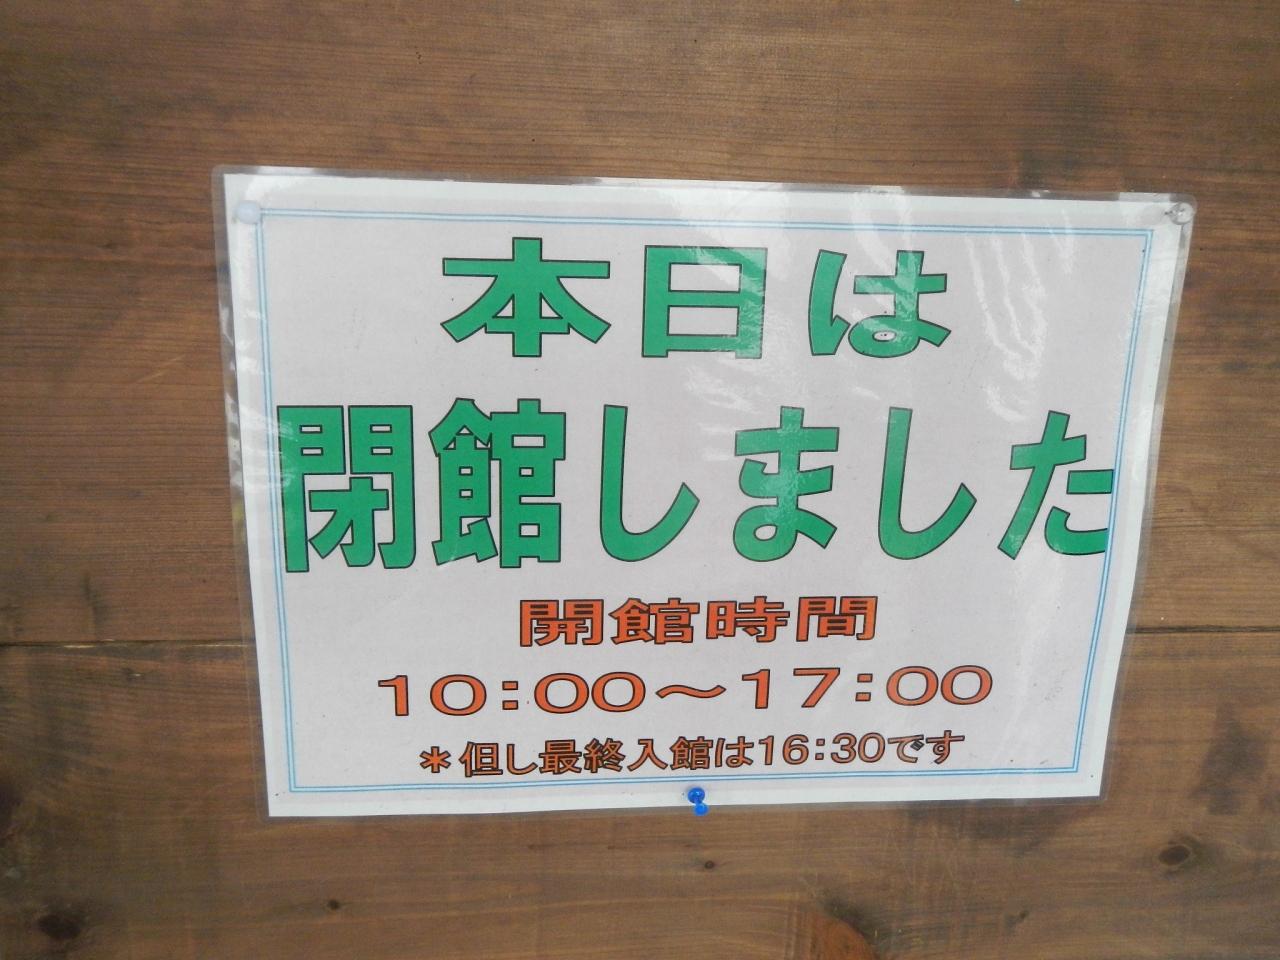 本日は
閉館しました
開館時間
10:00～17:00
＊但し最終入館は16:30です